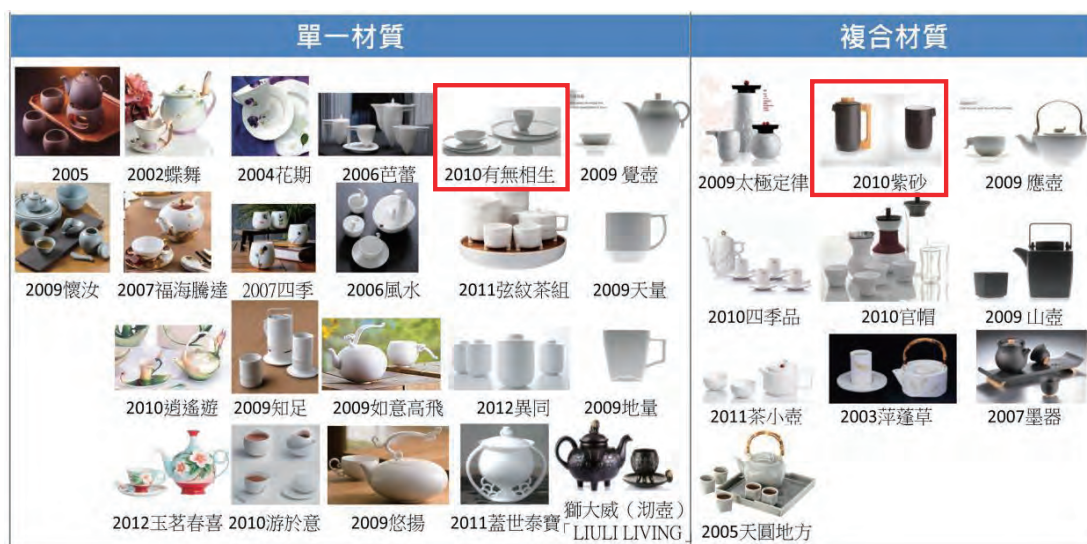 單一材質
複合材質
2005
2002蝶舞
2004花期
2006芭蕾
2010有無相生
2009 覺壺
2009太極定律
2010紫砂
2009 應壺
2009懷汝
2007福海騰達
2007四季
2006風水
2011弦紋茶組
2009天量
2010四季品
2010官帽
2009 山壺
2010逍遙遊
2009知足
2009如意高飛
2012異同
2009地量
2011茶小壺
2003萍蓬草
2007墨器
2012玉茗春喜
2010游於意
2009悠揚
2011蓋世泰寶
獅大威（沏壺）
「LIULI LIVING
2005天圓地方